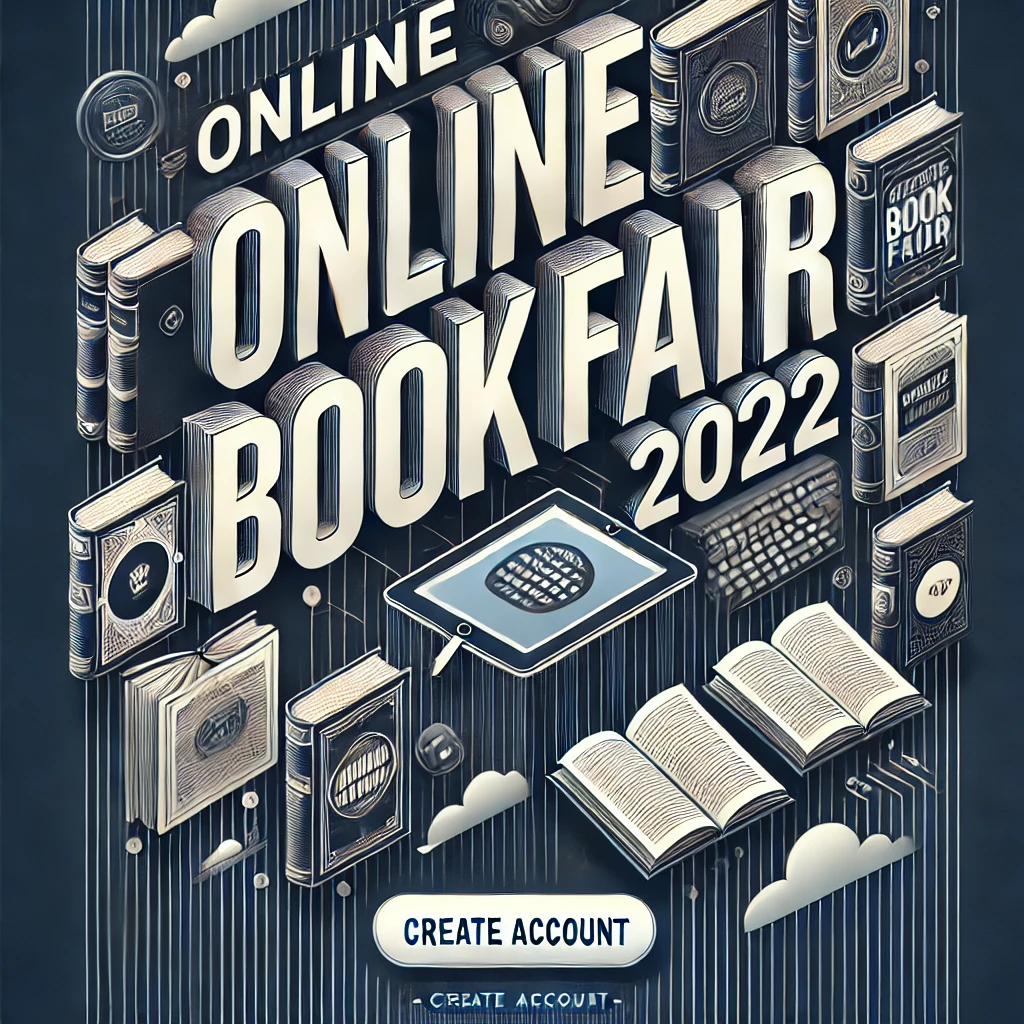 ONLINE
ONLINE
BOOK FAIR
2022
BOOK
FAIR
CREATE ACCOUNT
- CREATE ACCOUNT -